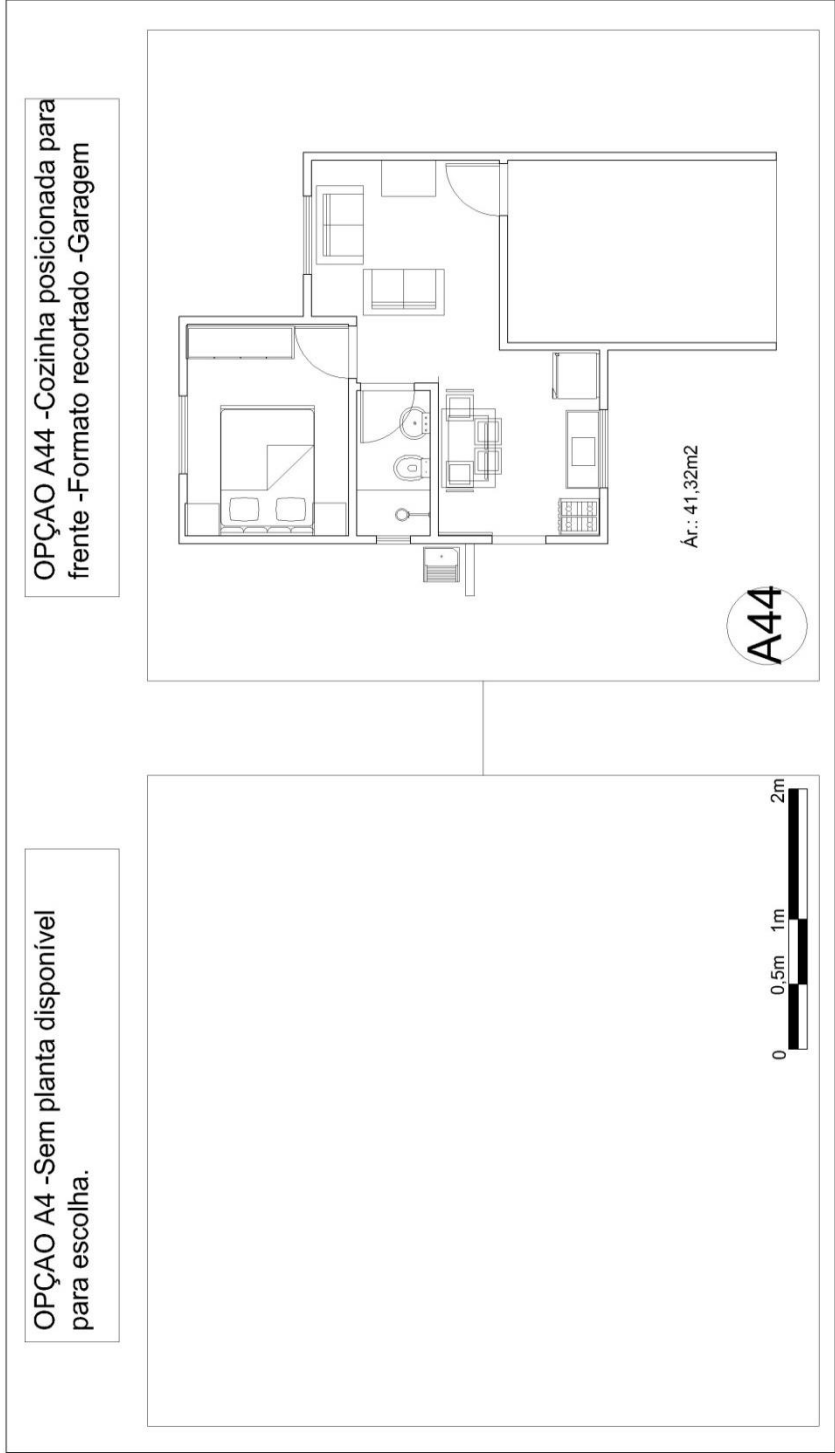 OPÇAO A4 -Sem planta disponível
para escolha.
0
0,5m
1m
2m
OPÇAO A44 -Cozinha posicionada para
frente -Formato recortado -Garagem
Ár.: 41,32m2
A44